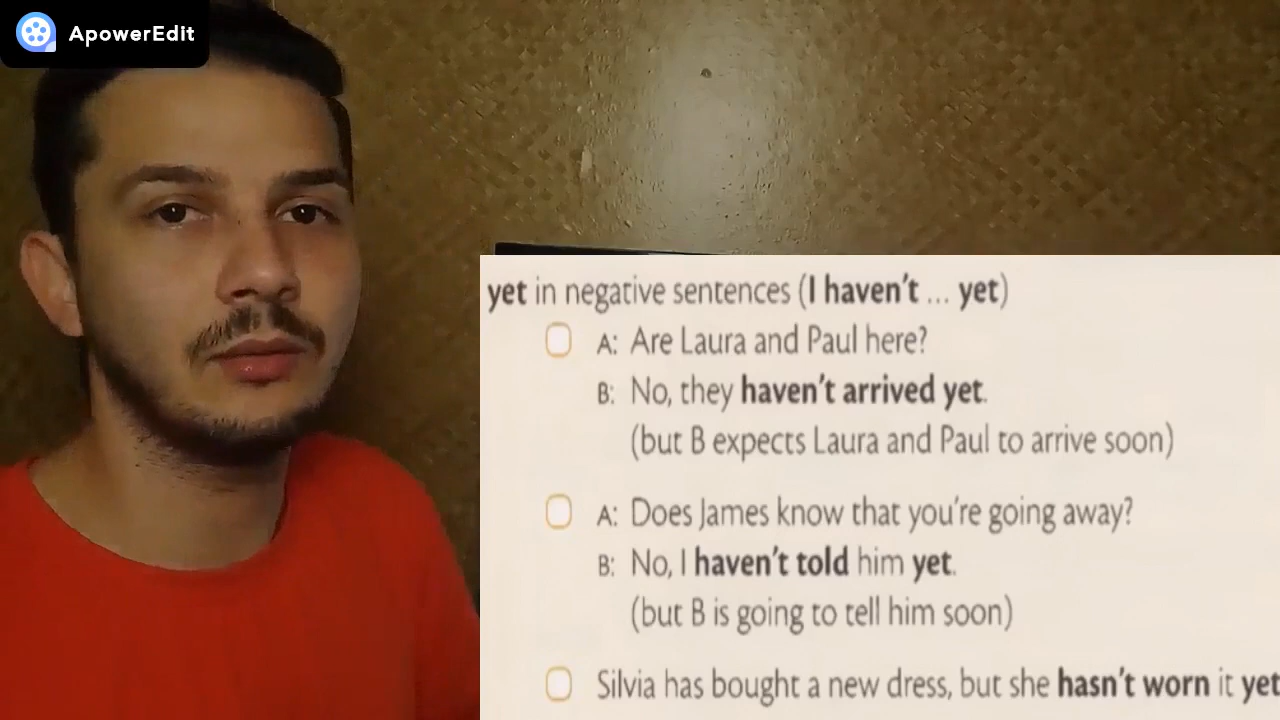 ApowerEdit
yet in negative sentences (I haven't ... yet)
A: Are Laura and Paul here?
B: No, they haven't arrived yet.
(but B expects Laura and Paul to arrive soon)
A: Does James know that you're going away?
B: No, I haven't told him yet.
(but B is going to tell him soon)
Silvia has bought a new dress, but she hasn't worn it yet